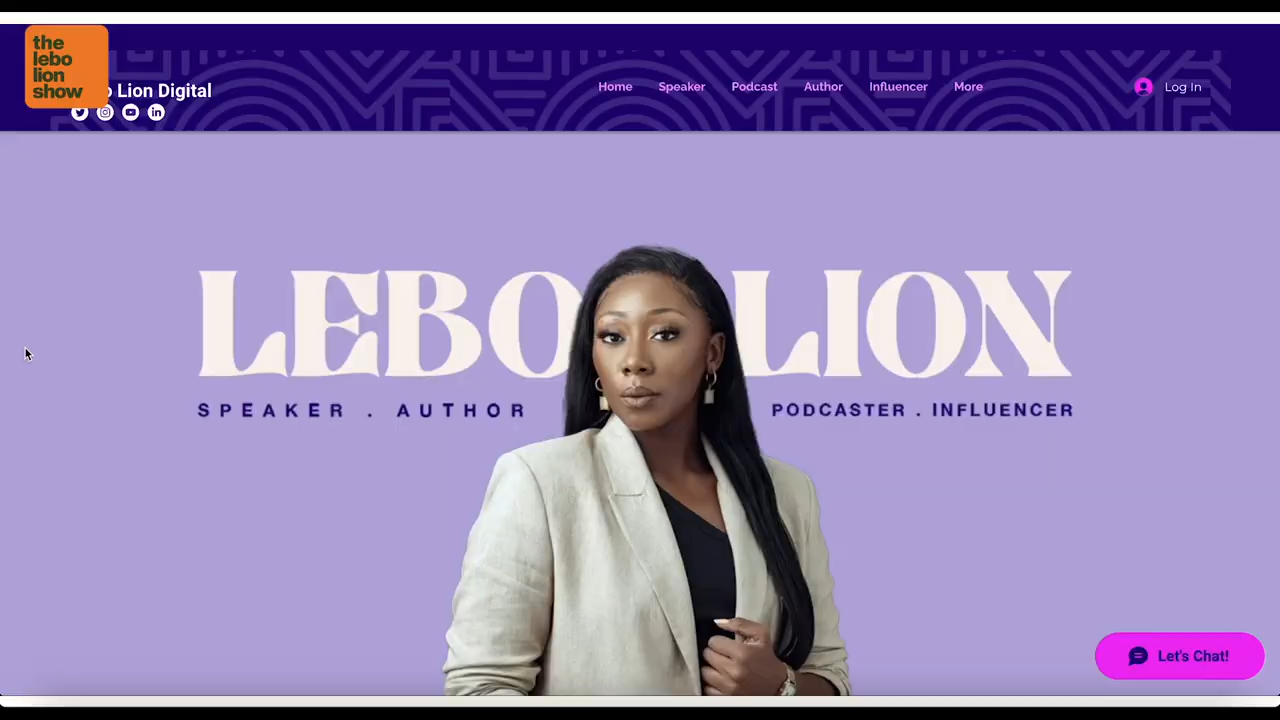 the
lebo
lion
show
Lion Digital
Home Speaker Podcast Author Influencer More
Log In
LEBO LION
SPEAKER . AUTHOR
PODCASTER . INFLUENCER
Let's Chat!